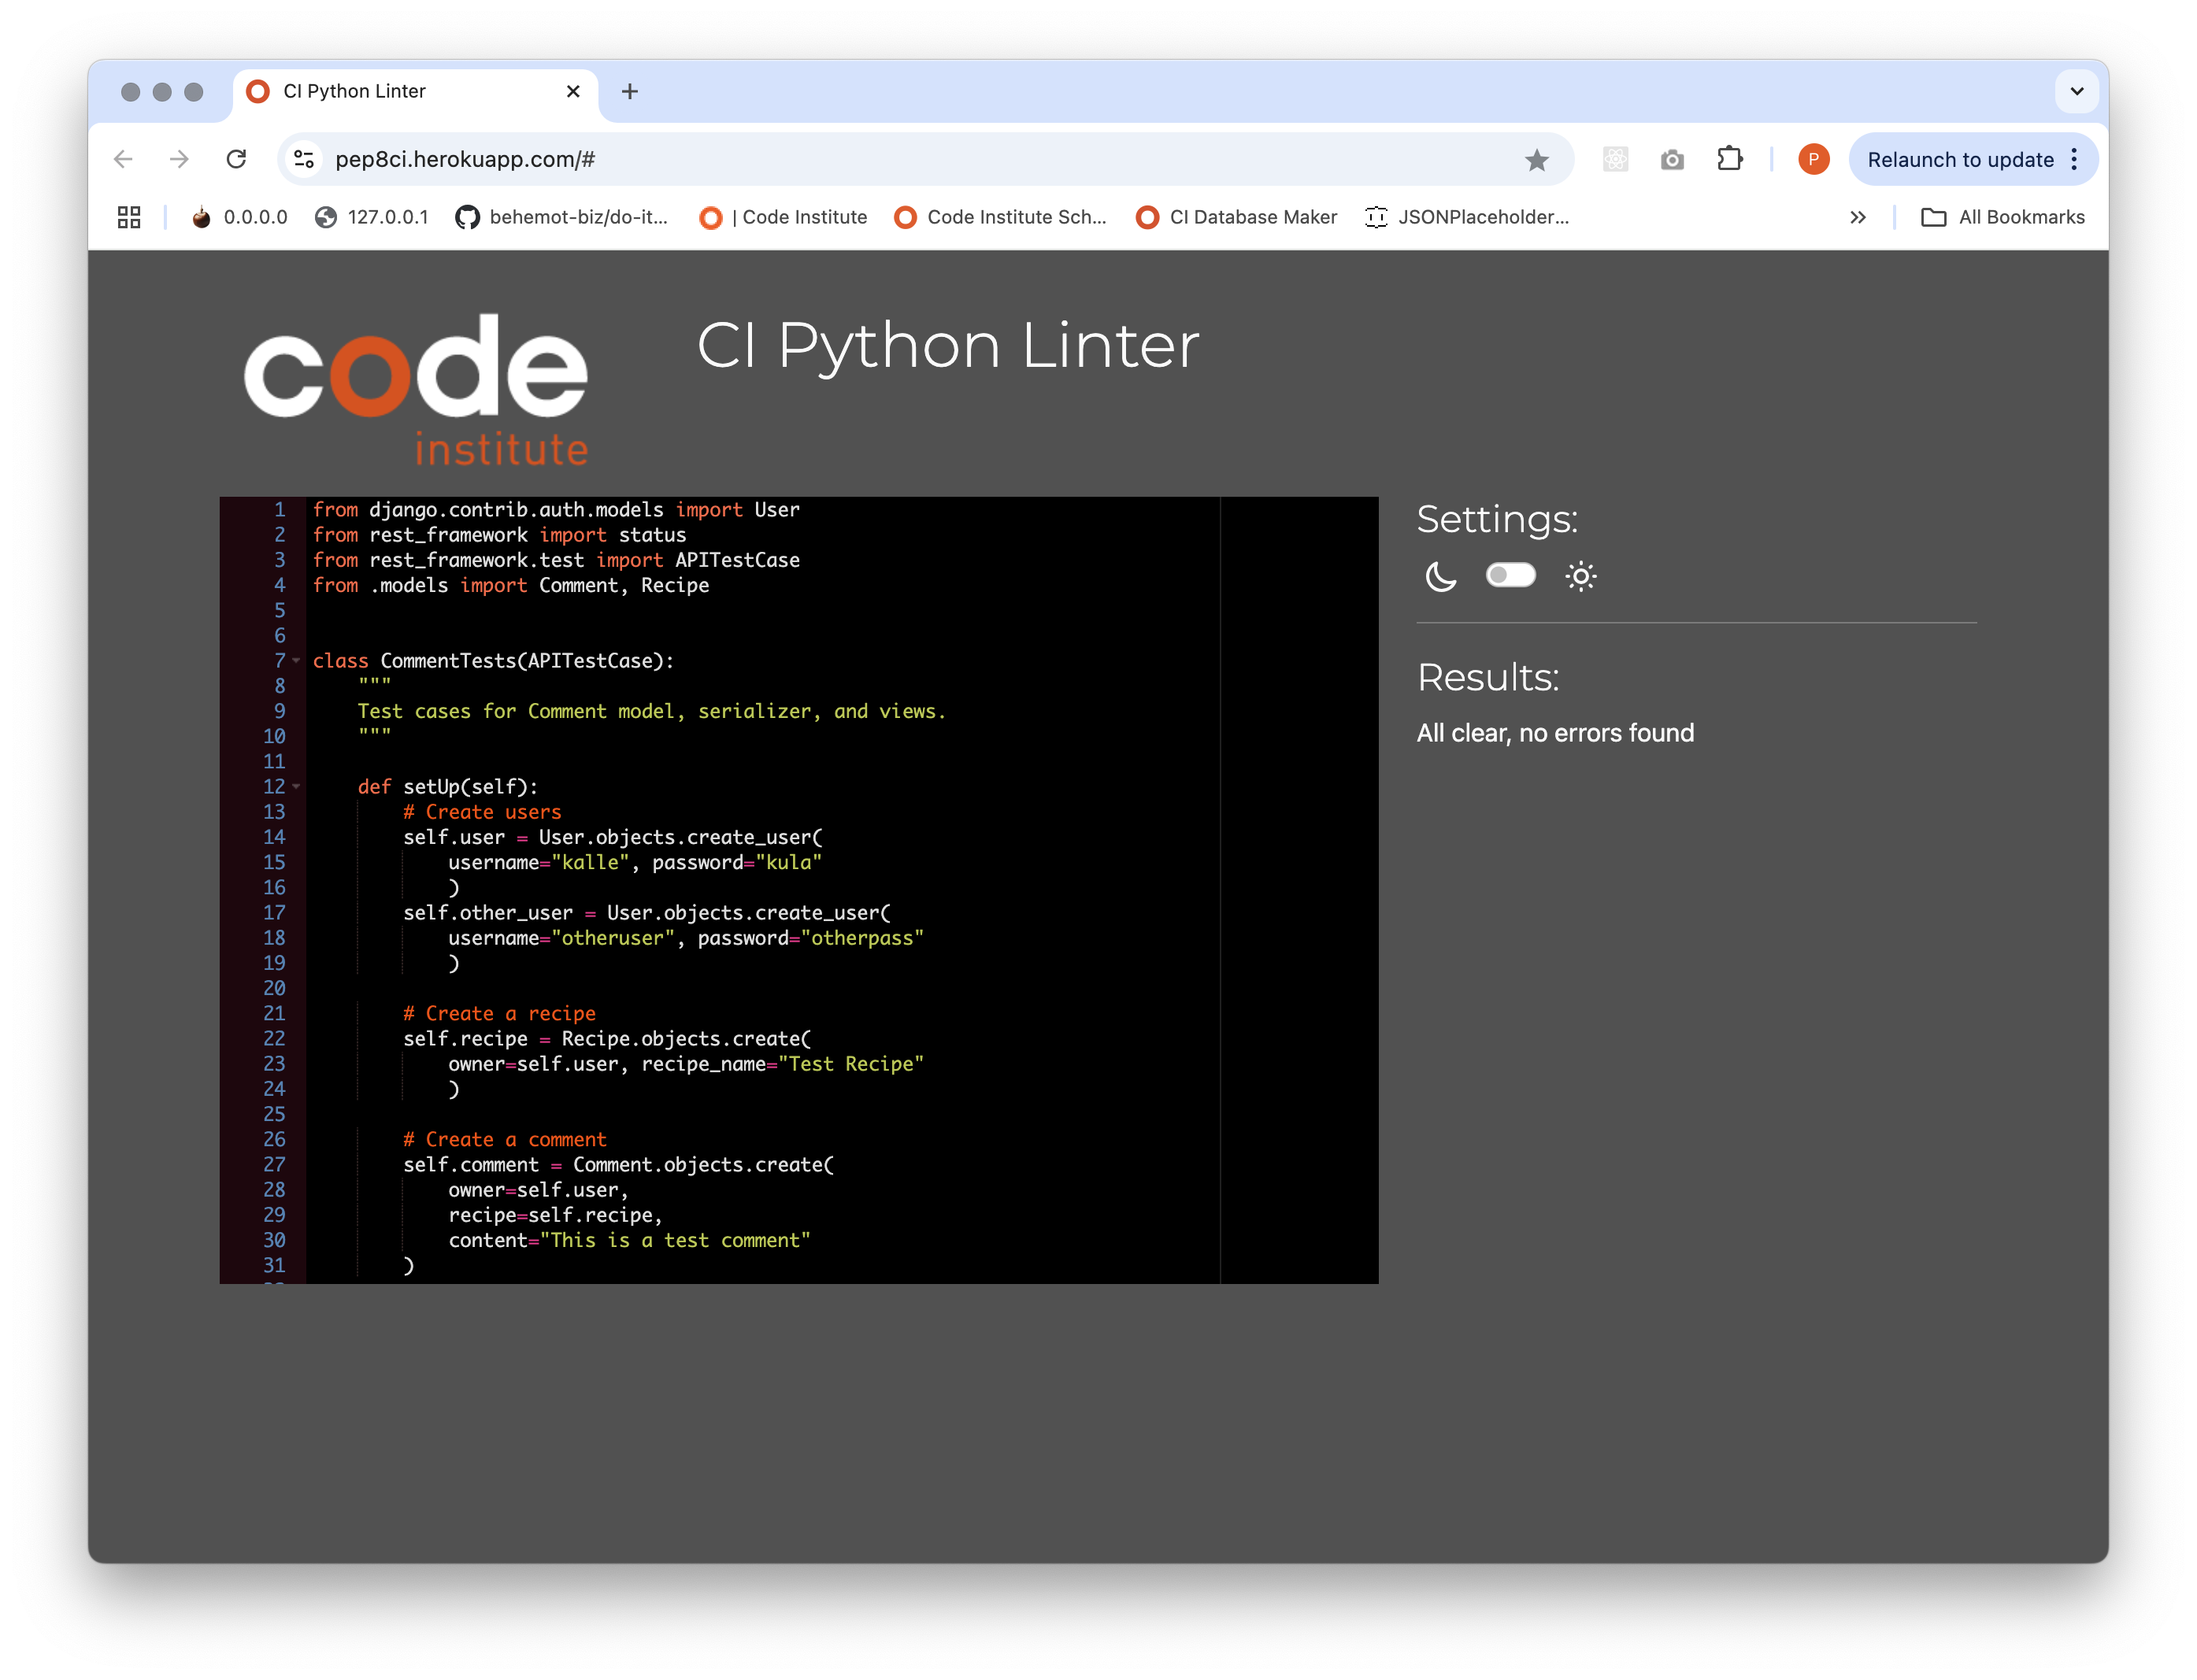 CI Python Linter
pep8ci.herokuapp.com/#
P
Relaunch to update
0.0.0.0
127.0.0.1
behemot-biz/do-it...
| Code Institute
Code Institute Sch...
CI Database Maker
JSONPlaceholder...
All Bookmarks
code
institute
CI Python Linter
1 from django.contrib.auth.models import User
2 from rest_framework import status
3 from rest_framework.test import APITestCase
4 from .models import Comment, Recipe
5
6
7 class CommentTests(APITestCase):
8     """
9     Test cases for Comment model, serializer, and views.
10     """
11
12     def setUp(self):
13         # Create users
14         self.user = User.objects.create_user(
15             username="kalle", password="kula"
16             )
17         self.other_user = User.objects.create_user(
18             username="otheruser", password="otherpass"
19             )
20
21         # Create a recipe
22         self.recipe = Recipe.objects.create(
23             owner=self.user, recipe_name="Test Recipe"
24             )
25
26         # Create a comment
27         self.comment = Comment.objects.create(
28             owner=self.user,
29             recipe=self.recipe,
30             content="This is a test comment"
31         )
Settings:
Results:
All clear, no errors found